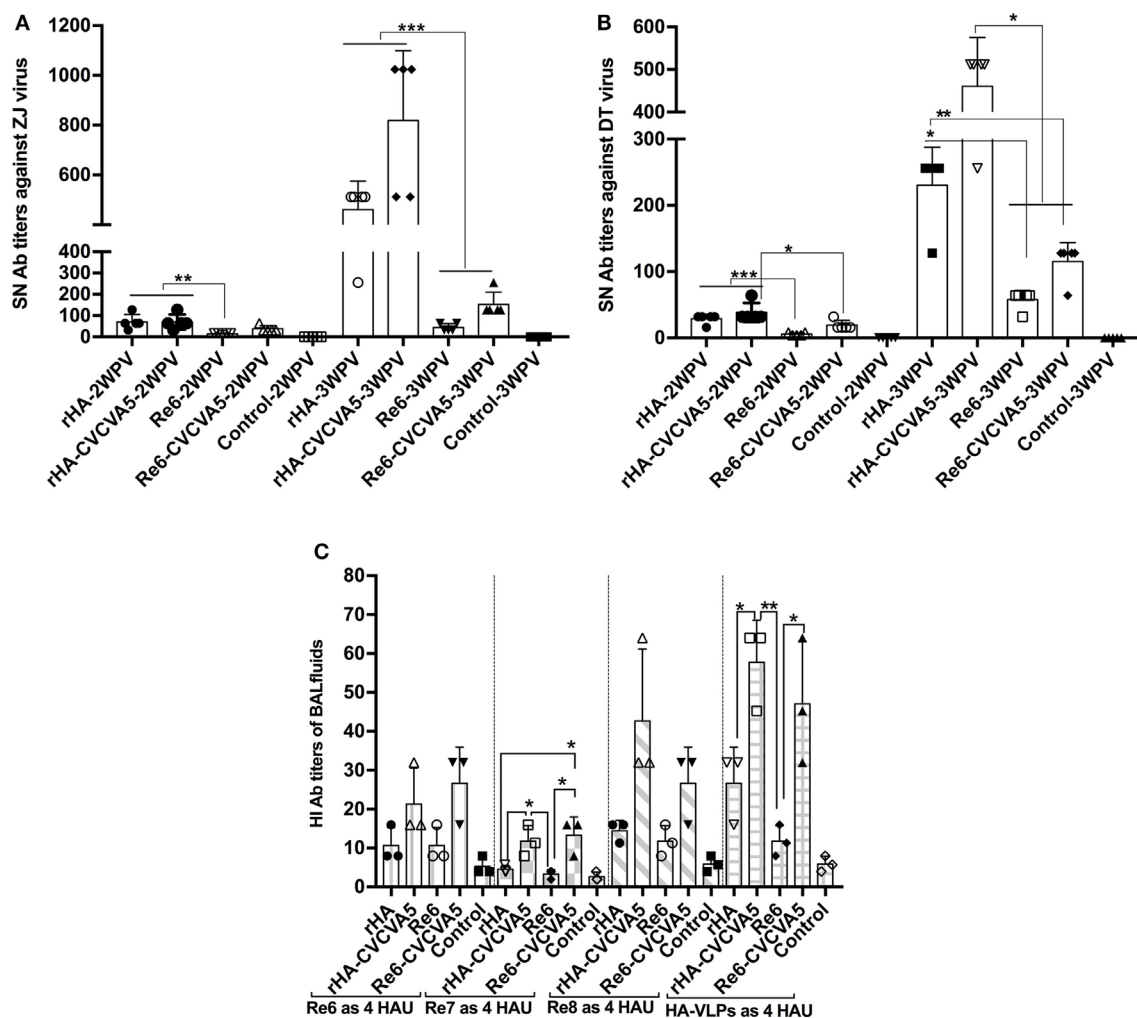 A
SN Ab titers against ZJ virus
1200
1000
800
600
400
400
300
200
100
0
**
***
rHA-2WPV
rHA-CVCVA5-2WPV
Re6-2WPV
Re6-CVCVA5-2WPV
Control-2WPV
rHA-3WPV
rHA-CVCVA5-3WPV
Re6-3WPV
Re6-CVCVA5-3WPV
Control-3WPV
B
SN Ab titers against DT virus
600
500
400
300
200
100
0
***
*
*
**
*
rHA-2WPV
rHA-CVCVA5-2WPV
Re6-2WPV
Re6-CVCVA5-2WPV
Control-2WPV
rHA-3WPV
rHA-CVCVA5-3WPV
Re6-3WPV
Re6-CVCVA5-3WPV
Control-3WPV
C
HI Ab titers of BALfluids
80
70
60
50
40
30
20
10
0
*
*
*
*
**
*
rHA
rHA-CVCVA5
Re6
Re6-CVCVA5
Control
rHA
rHA-CVCVA5
Re6
Re6-CVCVA5
Control
rHA
rHA-CVCVA5
Re6
Re6-CVCVA5
Control
rHA
rHA-CVCVA5
Re6
Re6-CVCVA5
Control
Re6 as 4 HAU
Re7 as 4 HAU
Re8 as 4 HAU
HA-VLPs as 4 HAU